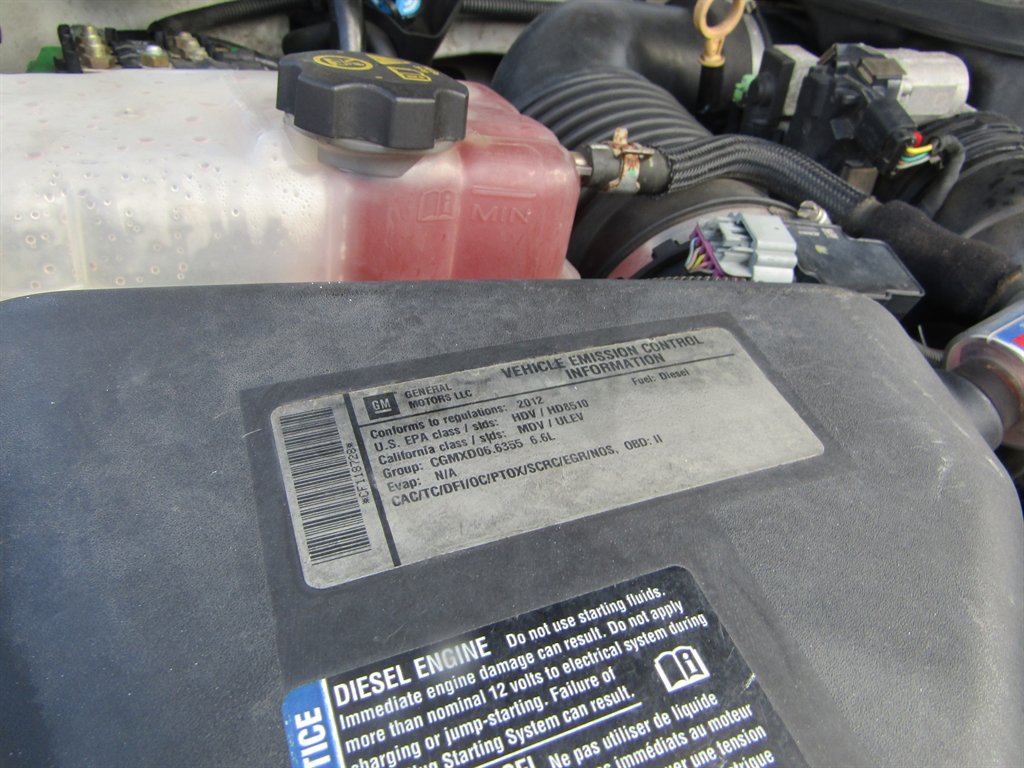 MIN
GM
GENERAL
MOTORS LLC
VEHICLE EMISSION CONTROL
INFORMATION
Conforms to regulations: 2012
Fuel: Diesel
U.S. EPA class / stds: HDV / HD8510
California class / stds: MDV / ULEV
Group: CGMXD06.6355 6.6L
Evap: N/A
CAC/TC/DFI/OC/PTOX/SCRC/EGR/NOS, OBD: II
*CF118728*
TICE
DIESEL ENGINE Do not use starting fluids.
Immediate engine damage can result. Do not apply
more than nominal 12 volts to electrical system during
charging or jump-starting. Failure of
Starting System can result.
Ne pas utiliser de liquide
immédiats au moteur
une tension